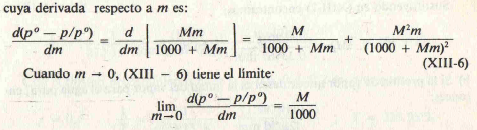 cuya derivada respecto a m es:
d(p° — p/p°)/dm = d/dm [Mm/1000 + Mm] = M/1000 + Mm + M²m/(1000 + Mm)²
(XIII-6)
Cuando m → 0, (XIII — 6) tiene el límite·
lim m→0 d(p° — p/p°)/dm = M/1000